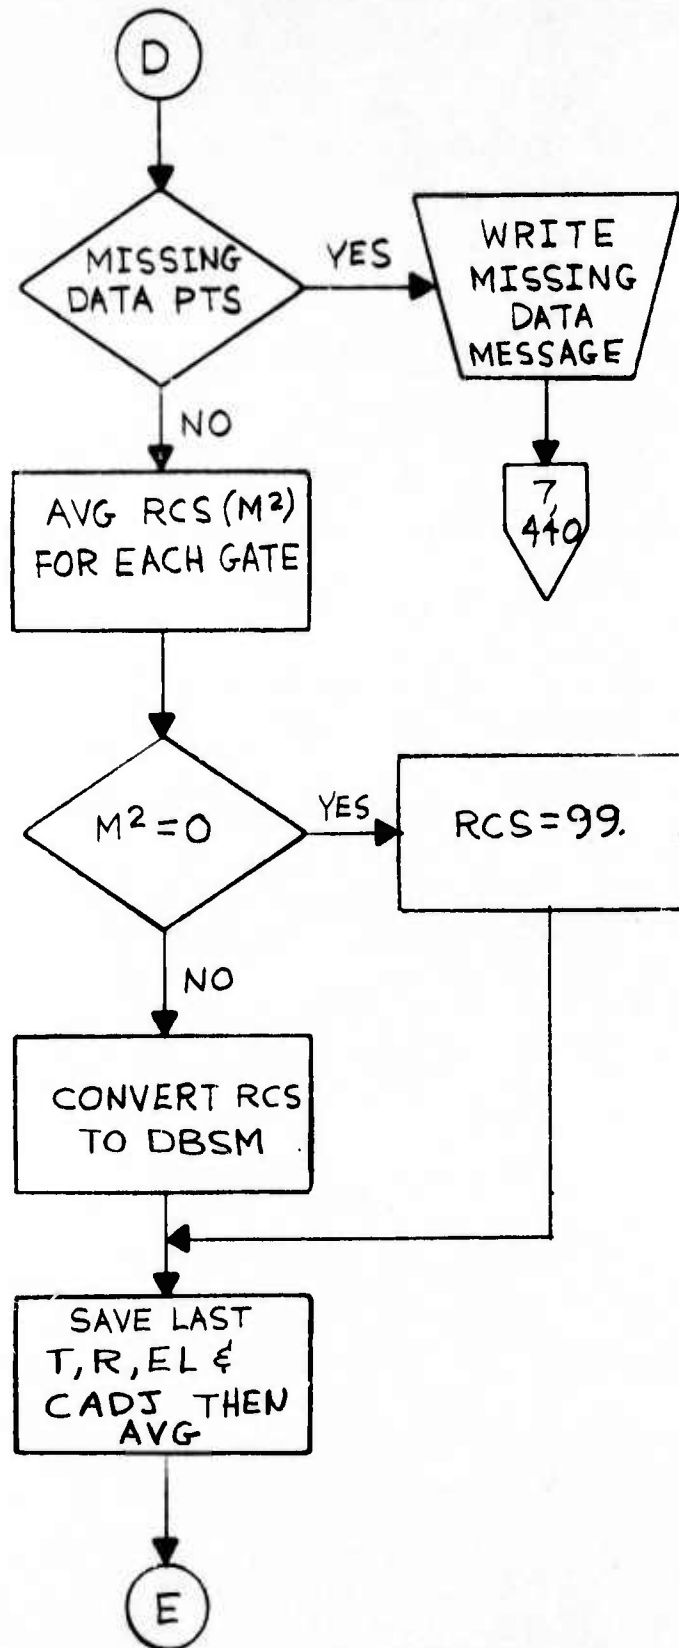 D
MISSING
DATA PTS
YES
WRITE
MISSING
DATA
MESSAGE
NO
7,
440
AVG RCS (M²)
FOR EACH GATE
M² = 0
YES
RCS = 99.
NO
CONVERT RCS
TO DBSM
SAVE LAST
T, R, EL &
CADJ THEN
AVG
E